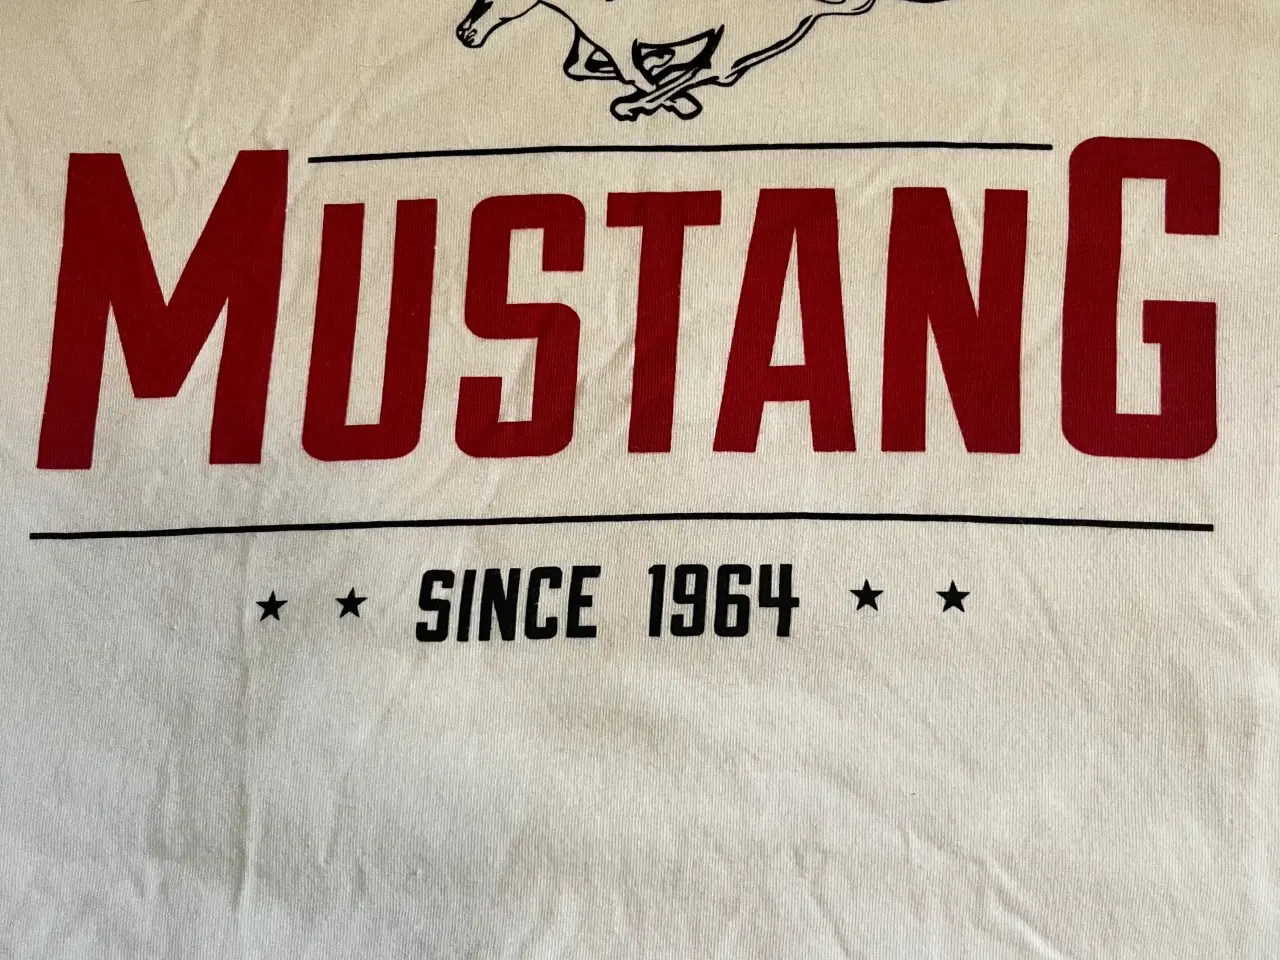 MUSTANG
★ ★ SINCE 1964 ★ ★